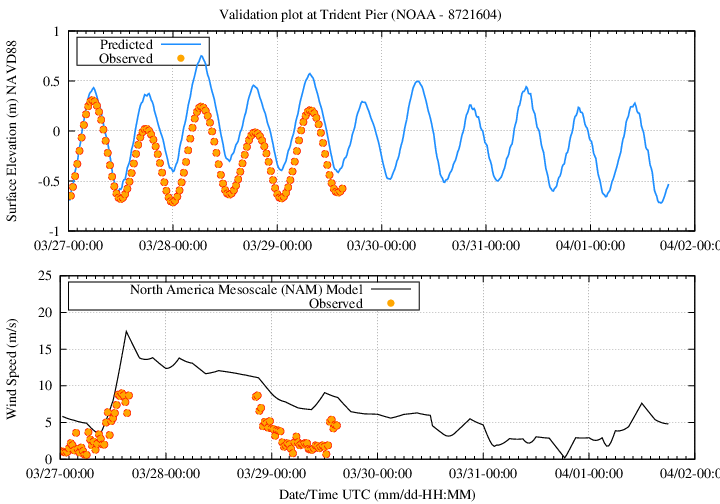 Validation plot at Trident Pier (NOAA - 8721604)
Surface Elevation (m) NAVD88
1
0.5
0
-0.5
-1
Predicted
Observed
03/27-00:00 03/28-00:00 03/29-00:00 03/30-00:00 03/31-00:00 04/01-00:00 04/02-00:00
Wind Speed (m/s)
25
20
15
10
5
0
North America Mesoscale (NAM) Model
Observed
03/27-00:00 03/28-00:00 03/29-00:00 03/30-00:00 03/31-00:00 04/01-00:00 04/02-00:00
Date/Time UTC (mm/dd-HH:MM)